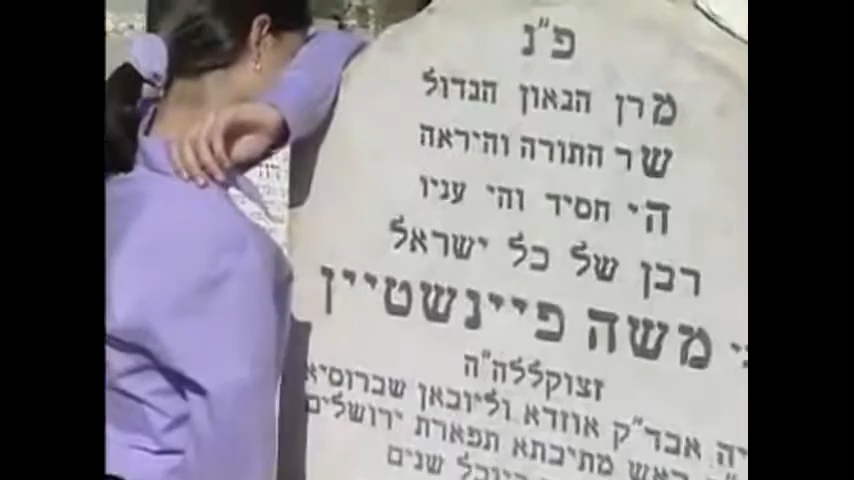 פ"נ
מרן הגאון הגדול
שר התורה והיראה
הי חסיד והי עניו
רבן של כל ישראל
משה פיינשטיין
זצוקללה"ה
אבד"ק אוזדא וליובאן שברוסיא
ראש מתיבתא תפארת ירושלים
שנים